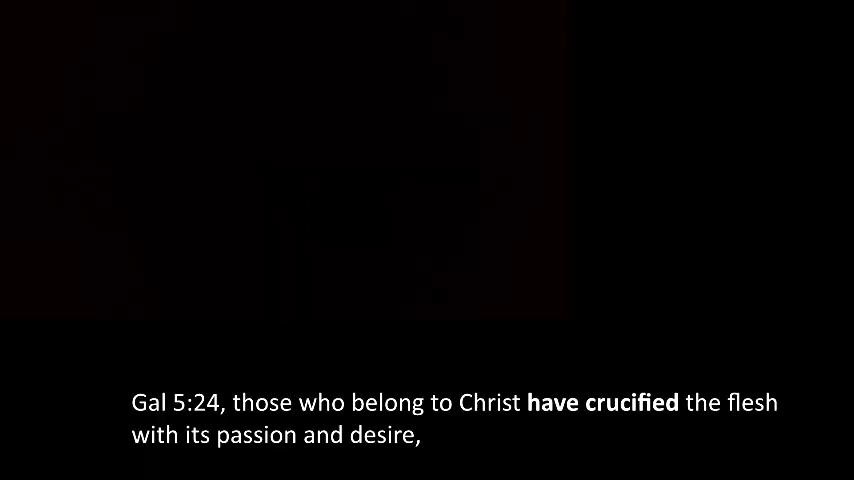 Gal 5:24, those who belong to Christ have crucified the flesh
with its passion and desire,